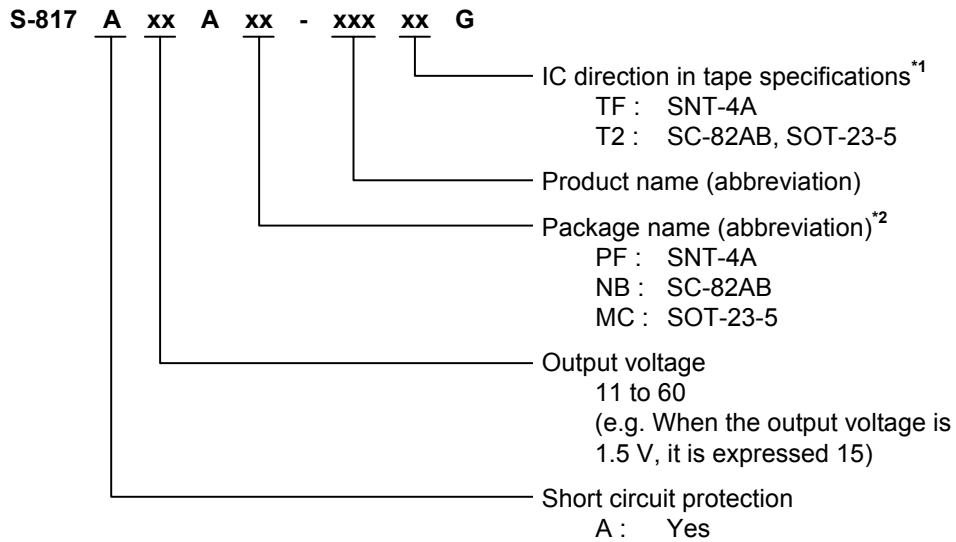 S-817 A xx A xx - xxx xx G
IC direction in tape specifications*1
TF : SNT-4A
T2 : SC-82AB, SOT-23-5
Product name (abbreviation)
Package name (abbreviation)*2
PF : SNT-4A
NB : SC-82AB
MC : SOT-23-5
Output voltage
11 to 60
(e.g. When the output voltage is
1.5 V, it is expressed 15)
Short circuit protection
A : Yes